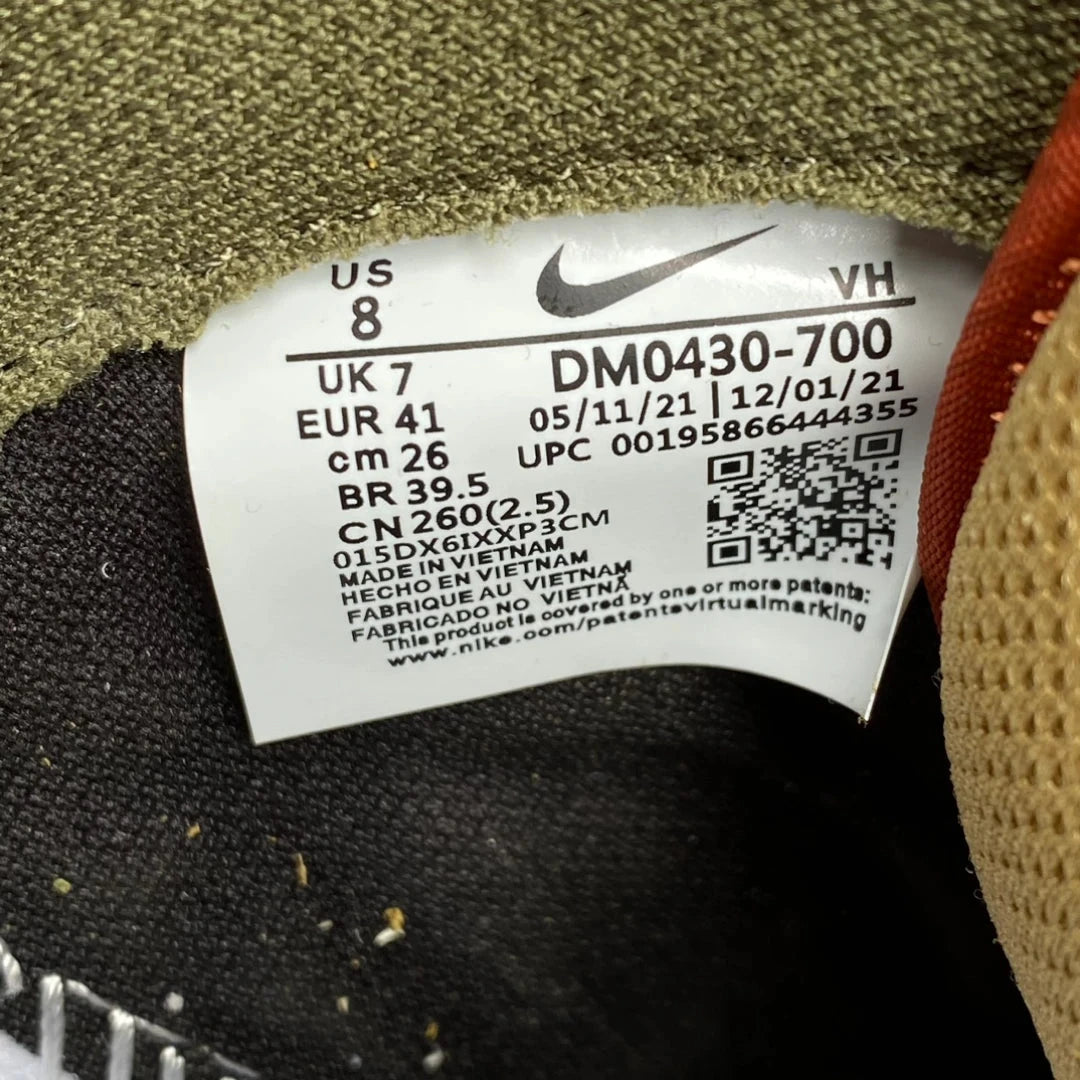 US
8
VH
UK 7
DM0430-700
EUR 41
05/11/21 | 12/01/21
cm 26
UPC 00195866444355
BR 39.5
CN 260(2.5)
015DX6IXXP3CM
MADE IN VIETNAM
HECHO EN VIETNAM
FABRIQUE AU VIETNAM
FABRICADO NO VIETNÃ
This product is covered by one or more patents:
www.nike.com/patentsvirtualmarking